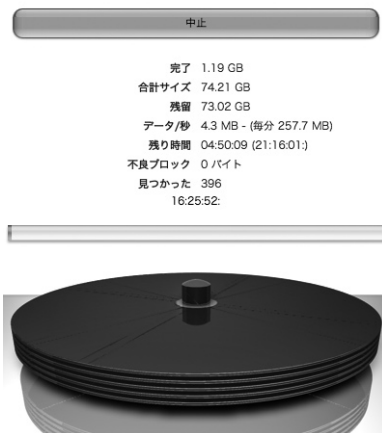 中止
完了 1.19 GB
合計サイズ 74.21 GB
残留 73.02 GB
データ/秒 4.3 MB - (毎分 257.7 MB)
残り時間 04:50:09 (21:16:01:)
不良ブロック 0 バイト
見つかった 396
16:25:52: